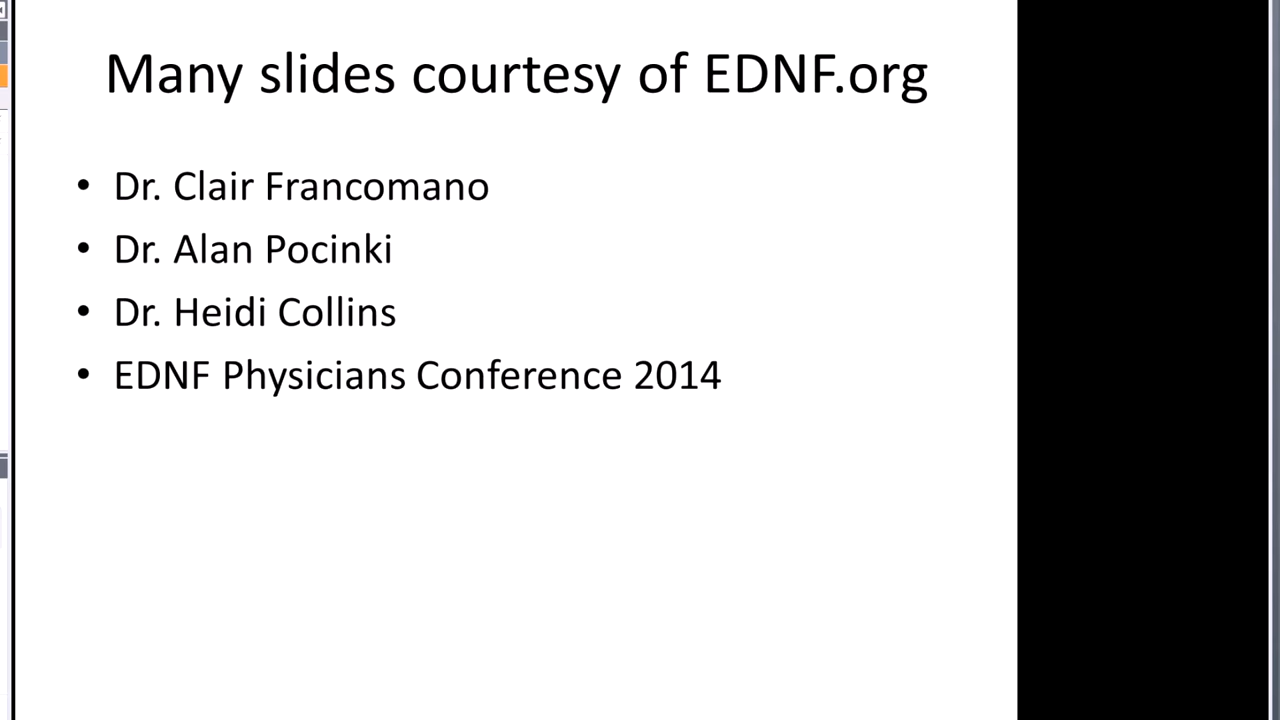 Many slides courtesy of EDNF.org
• Dr. Clair Francomano
• Dr. Alan Pocinki
• Dr. Heidi Collins
• EDNF Physicians Conference 2014